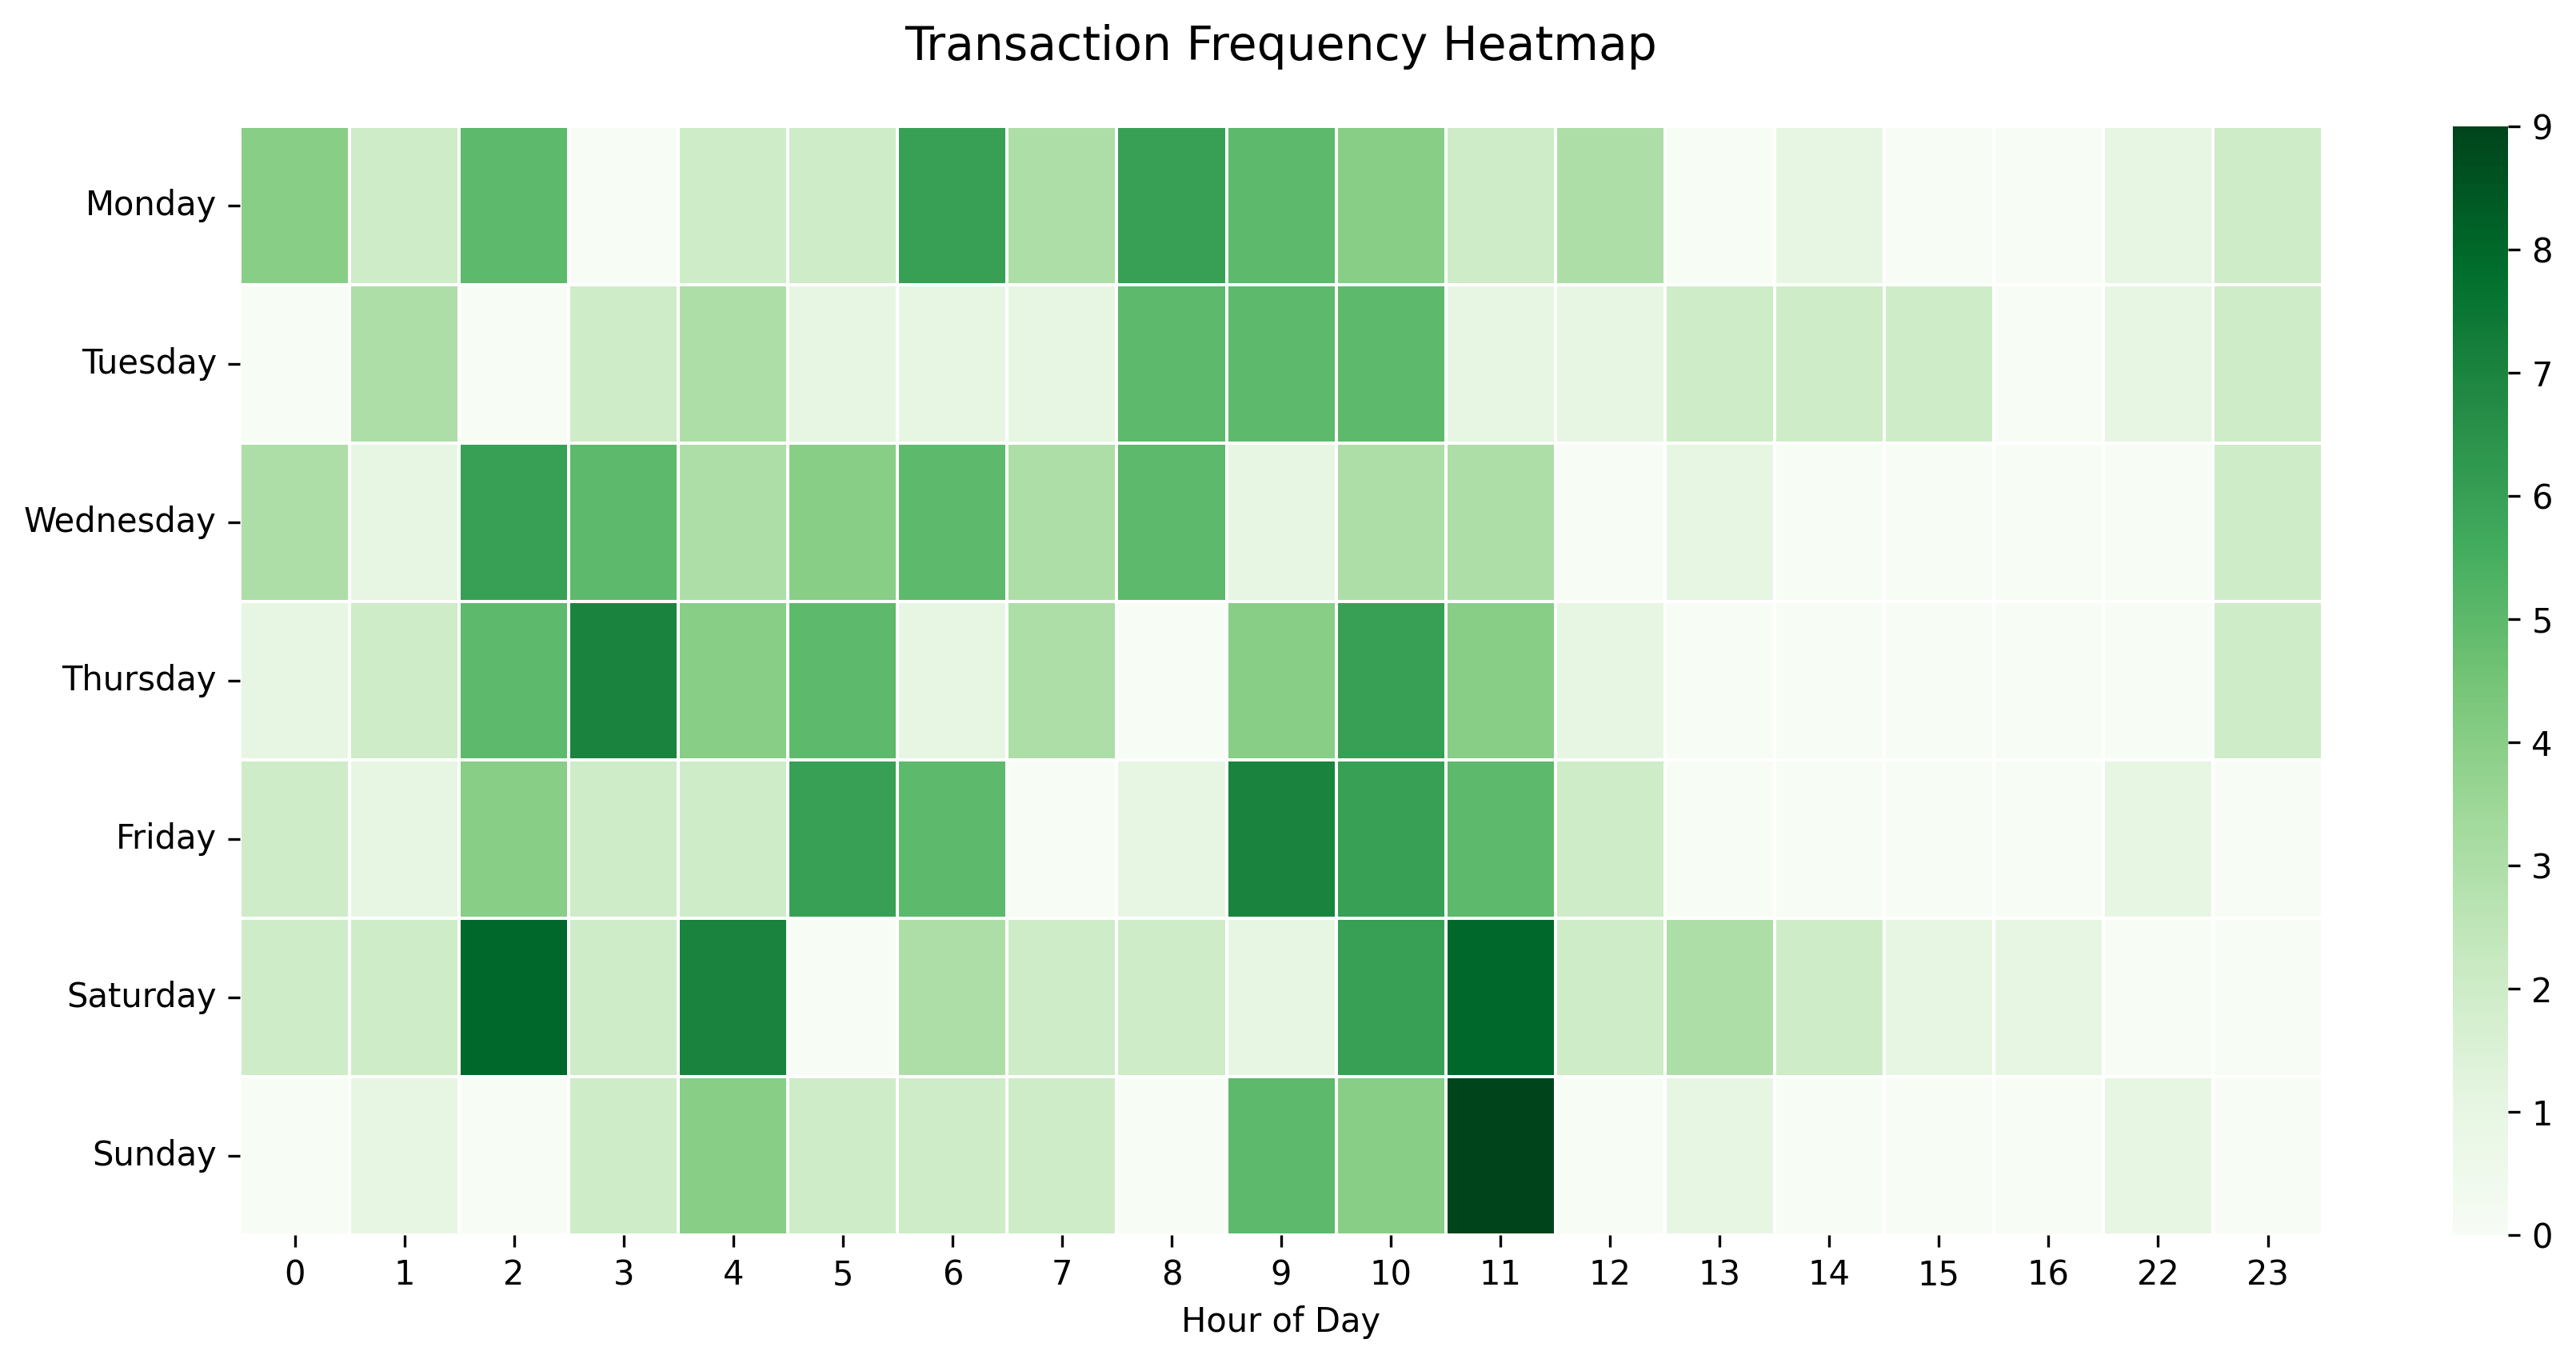 Transaction Frequency Heatmap
Monday
Tuesday
Wednesday
Thursday
Friday
Saturday
Sunday
0 1 2 3 4 5 6 7 8 9 10 11 12 13 14 15 16 22 23
Hour of Day
9
8
7
6
5
4
3
2
1
0